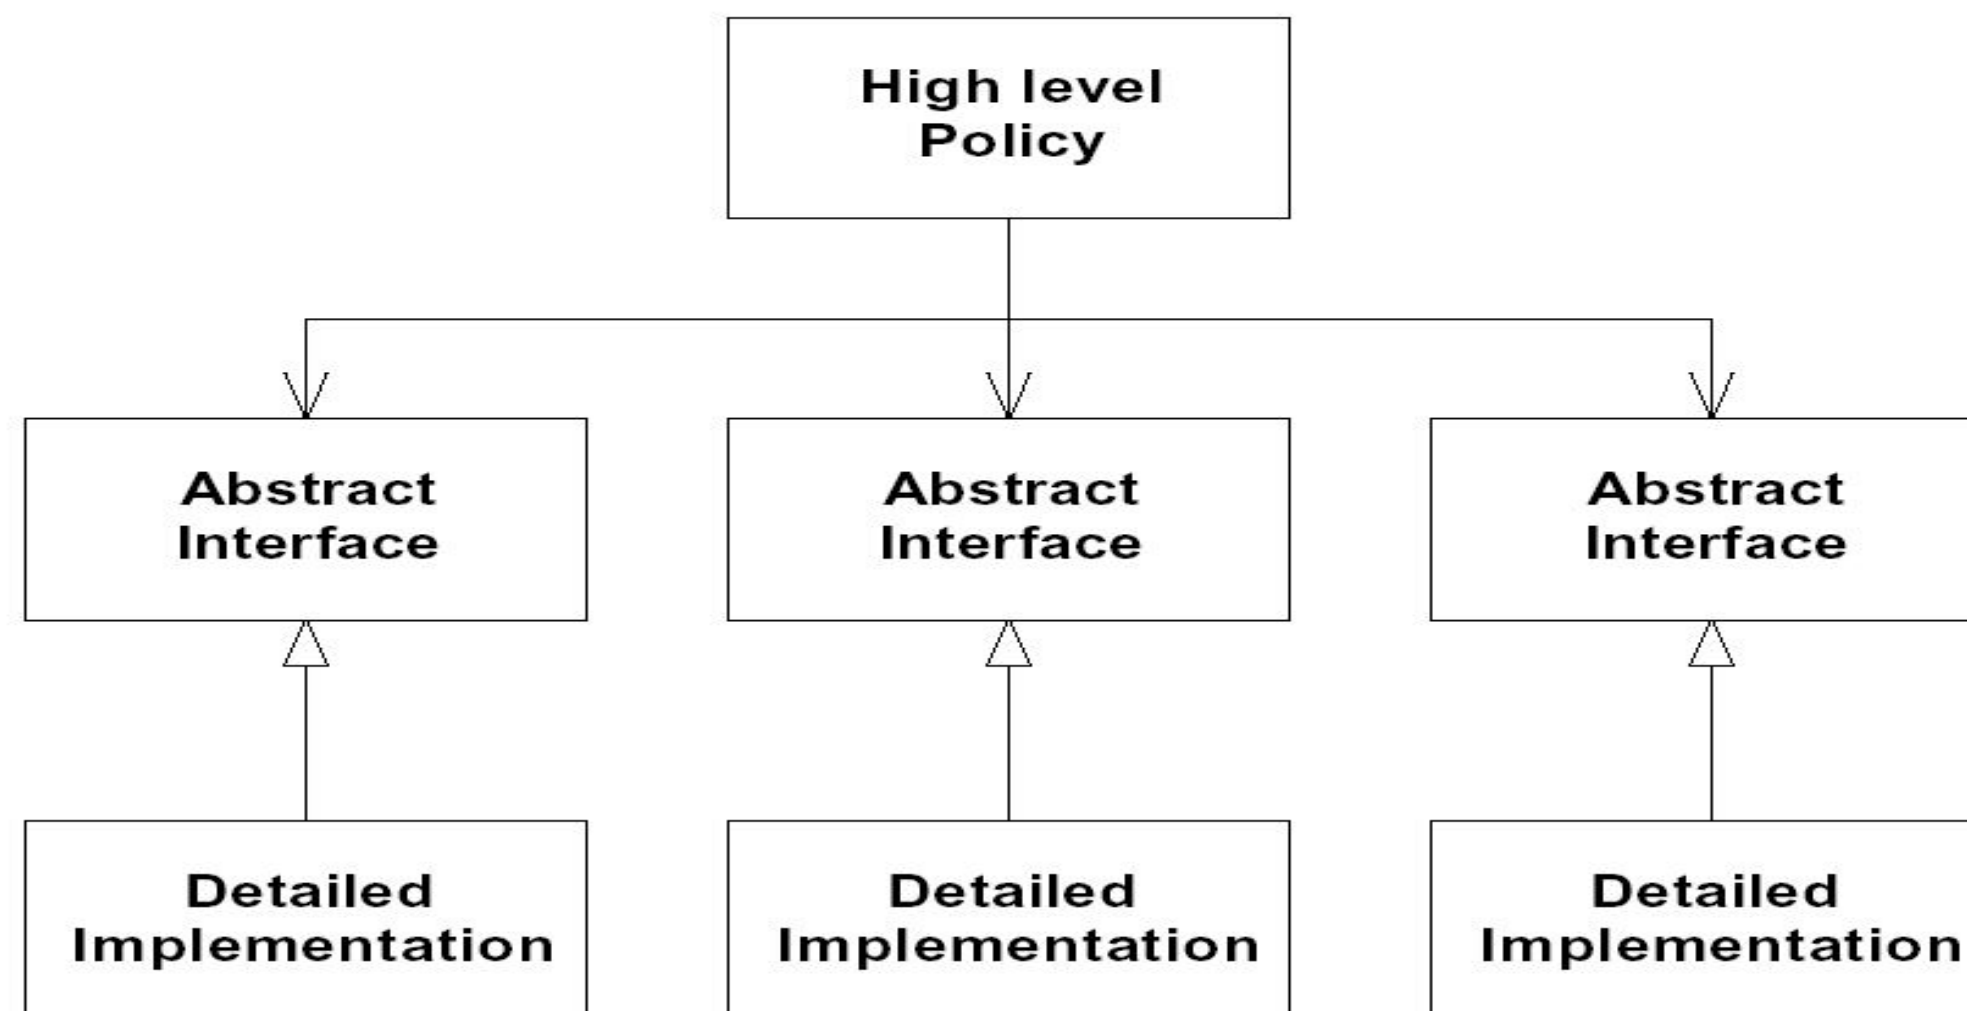 High level
Policy
Abstract
Interface
Abstract
Interface
Abstract
Interface
Detailed
Implementation
Detailed
Implementation
Detailed
Implementation